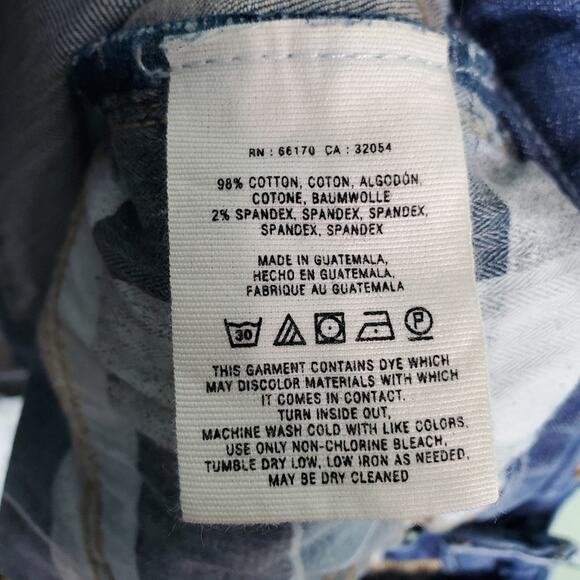 RN : 66170 CA : 32054
98% COTTON, COTON, ALGODÓN,
COTONE, BAUMWOLLE
2% SPANDEX, SPANDEX, SPANDEX,
SPANDEX, SPANDEX
MADE IN GUATEMALA,
HECHO EN GUATEMALA,
FABRIQUE AU GUATEMALA
30 P
THIS GARMENT CONTAINS DYE WHICH
MAY DISCOLOR MATERIALS WITH WHICH
IT COMES IN CONTACT.
TURN INSIDE OUT,
MACHINE WASH COLD WITH LIKE COLORS,
USE ONLY NON-CHLORINE BLEACH,
TUMBLE DRY LOW, LOW IRON AS NEEDED,
MAY BE DRY CLEANED